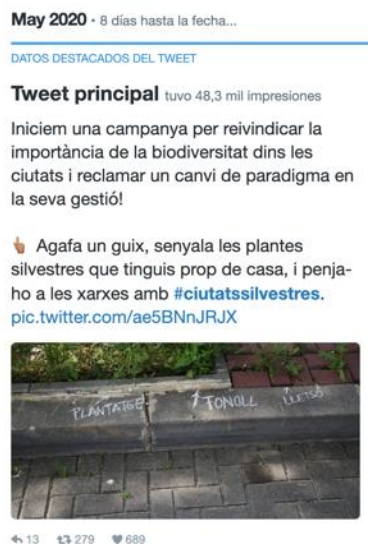 May 2020 · 8 días hasta la fecha...
DATOS DESTACADOS DEL TWEET
Tweet principal tuvo 48,3 mil impresiones
Iniciem una campanya per reivindicar la
importància de la biodiversitat dins les
ciutats i reclamar un canvi de paradigma en
la seva gestió!
Agafa un guix, senyala les plantes
silvestres que tinguis prop de casa, i penja-
ho a les xarxes amb #ciutatssilvestres.
pic.twitter.com/ae5BNnJRJX
PLANTATGE FONOLL LLETSÓ
13 279 689